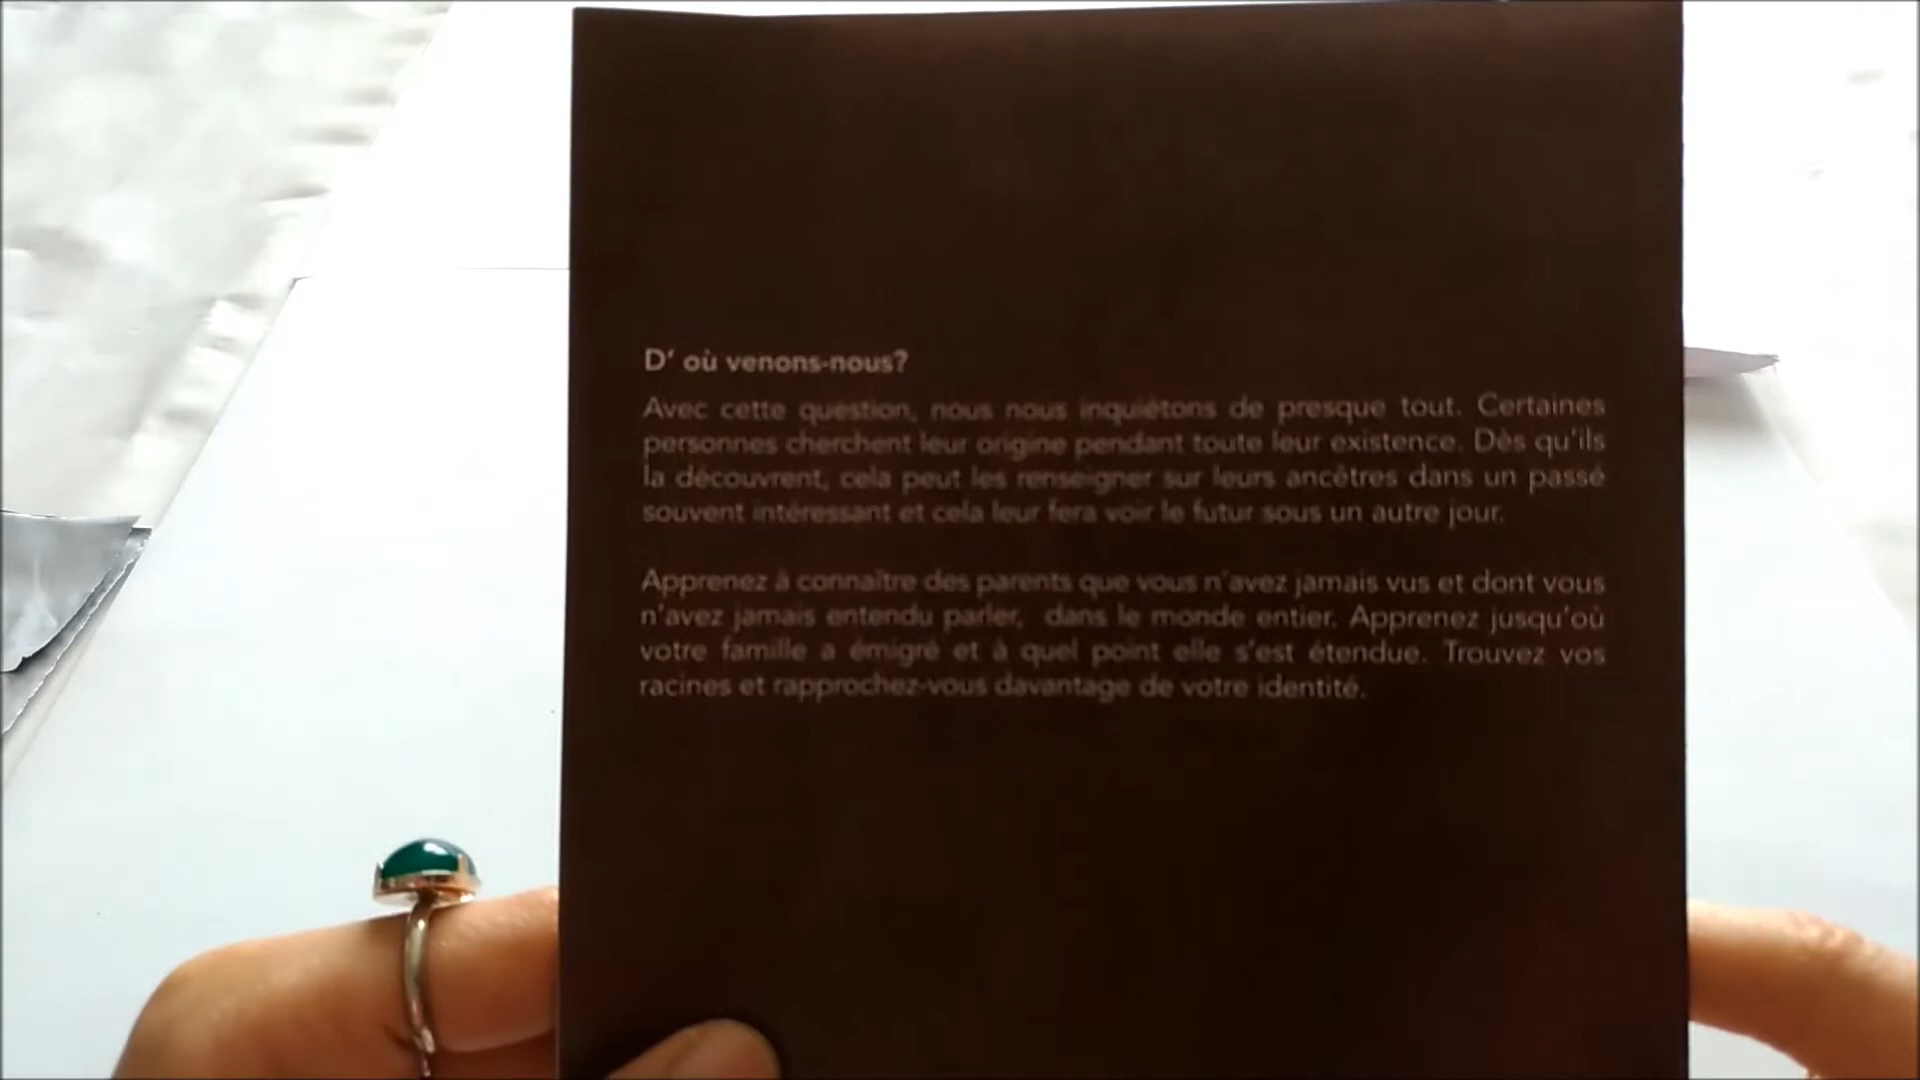 D' où venons-nous?
Avec cette question, nous nous inquiétons de presque tout. Certaines
personnes cherchent leur origine pendant toute leur existence. Dès qu'ils
la découvrent, cela peut les renseigner sur leurs ancêtres dans un passé
souvent intéressant et cela leur fera voir le futur sous un autre jour.
Apprenez à connaître des parents que vous n'avez jamais vus et dont vous
n'avez jamais entendu parler, dans le monde entier. Apprenez jusqu'où
votre famille a émigré et à quel point elle s'est étendue. Trouvez vos
racines et rapprochez-vous davantage de votre identité.